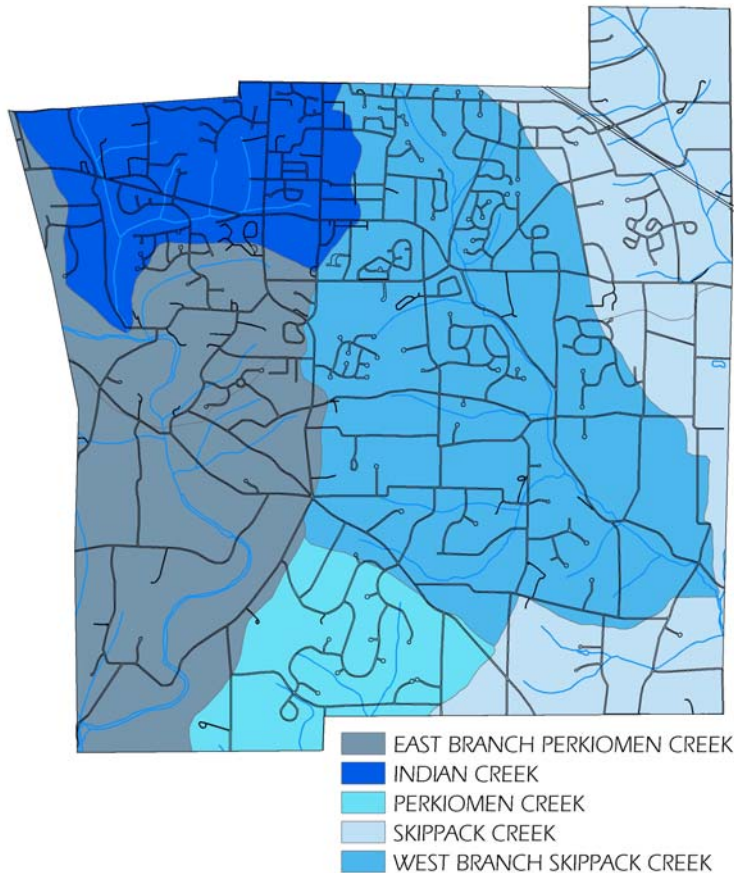 EAST BRANCH PERKIOMEN CREEK
INDIAN CREEK
PERKIOMEN CREEK
SKIPPACK CREEK
WEST BRANCH SKIPPACK CREEK